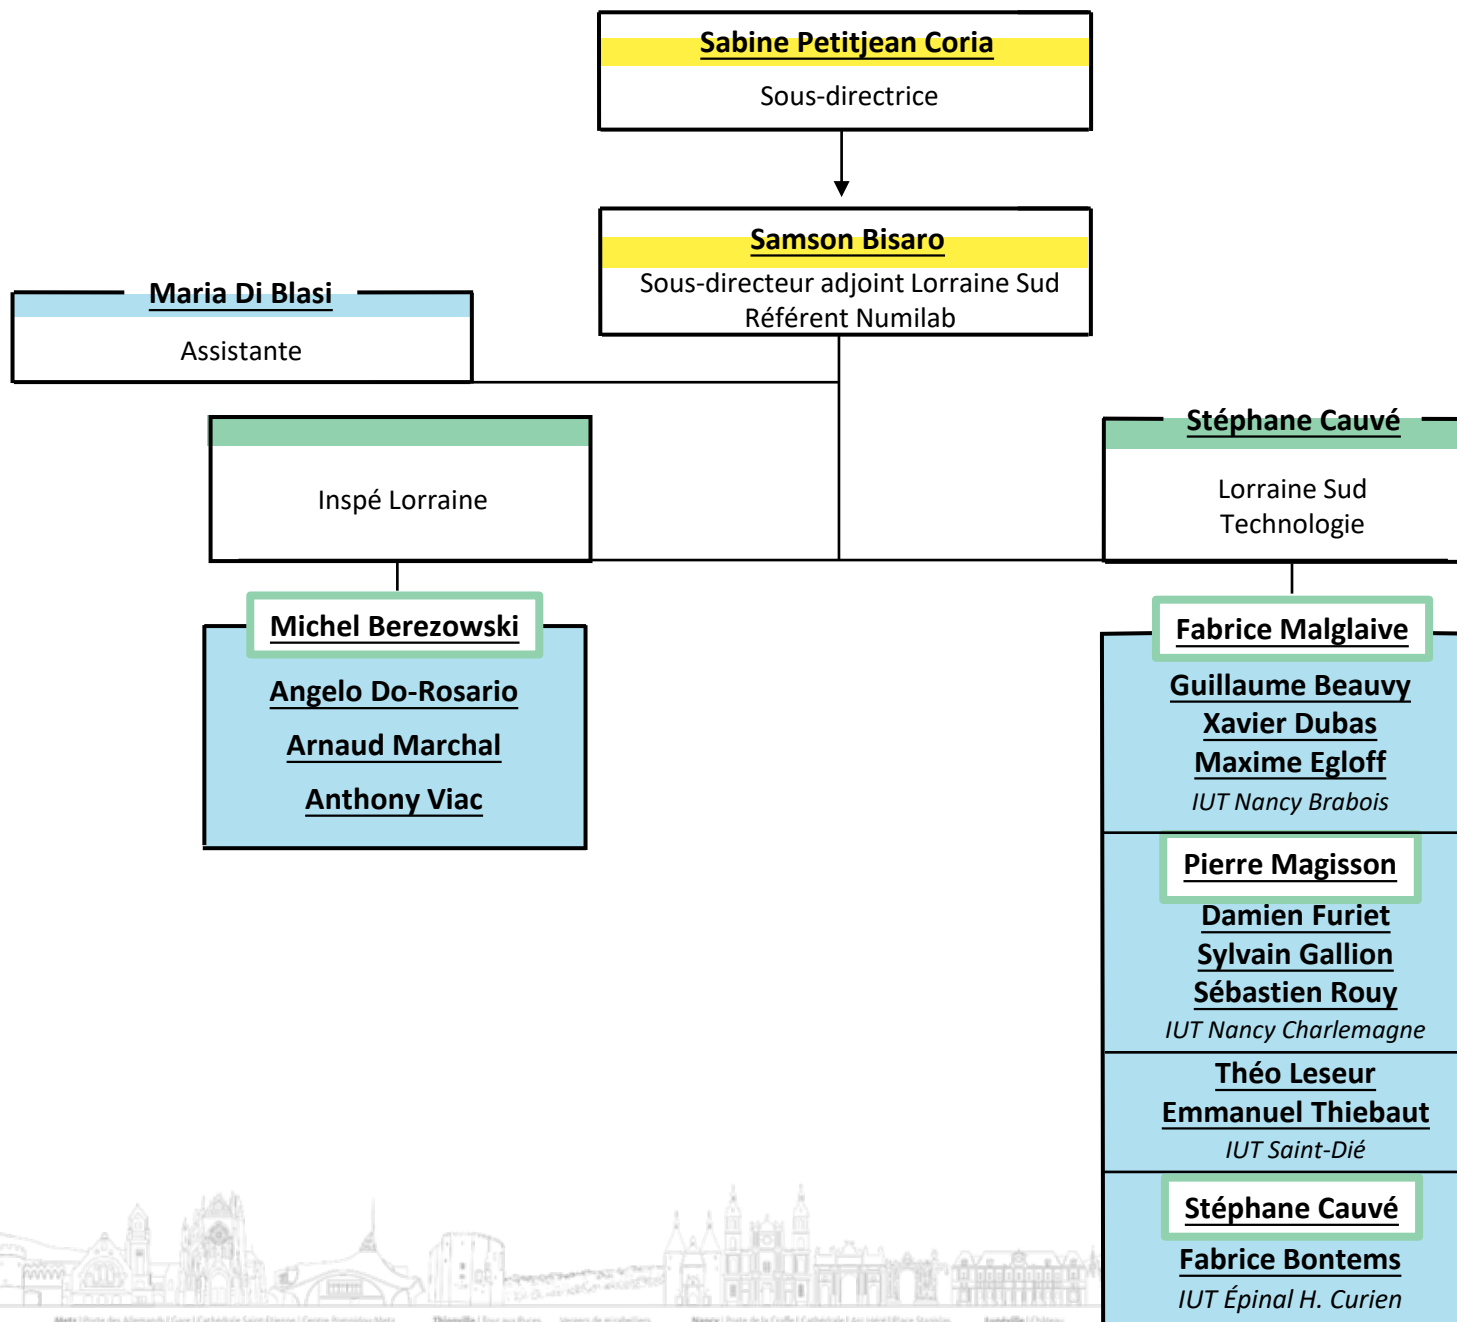 Sabine Petitjean Coria
Sous-directrice
Samson Bisaro
Sous-directeur adjoint Lorraine Sud
Référent Numilab
Maria Di Blasi
Assistante
Inspé Lorraine
Michel Berezowski
Angelo Do-Rosario
Arnaud Marchal
Anthony Viac
Stéphane Cauvé
Lorraine Sud
Technologie
Fabrice Malglaive
Guillaume Beauvy
Xavier Dubas
Maxime Egloff
IUT Nancy Brabois
Pierre Magisson
Damien Furiet
Sylvain Gallion
Sébastien Rouy
IUT Nancy Charlemagne
Théo Leseur
Emmanuel Thiebaut
IUT Saint-Dié
Stéphane Cauvé
Fabrice Bontems
IUT Épinal H. Curien